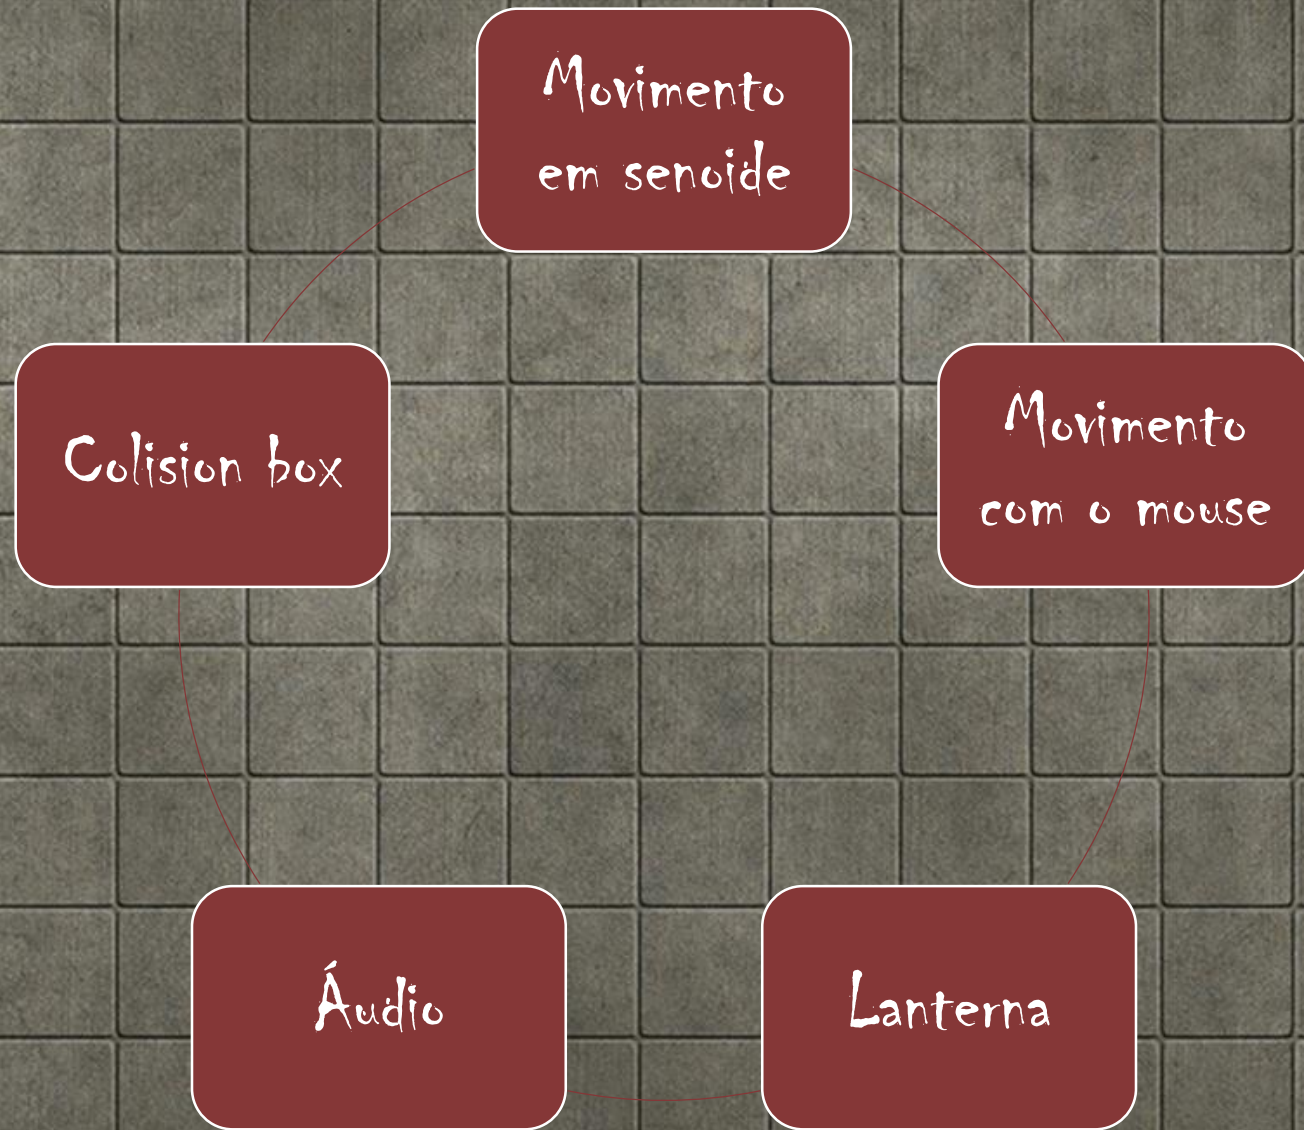 Movimento
em senoide
Colision box
Movimento
com o mouse
Áudio
Lanterna